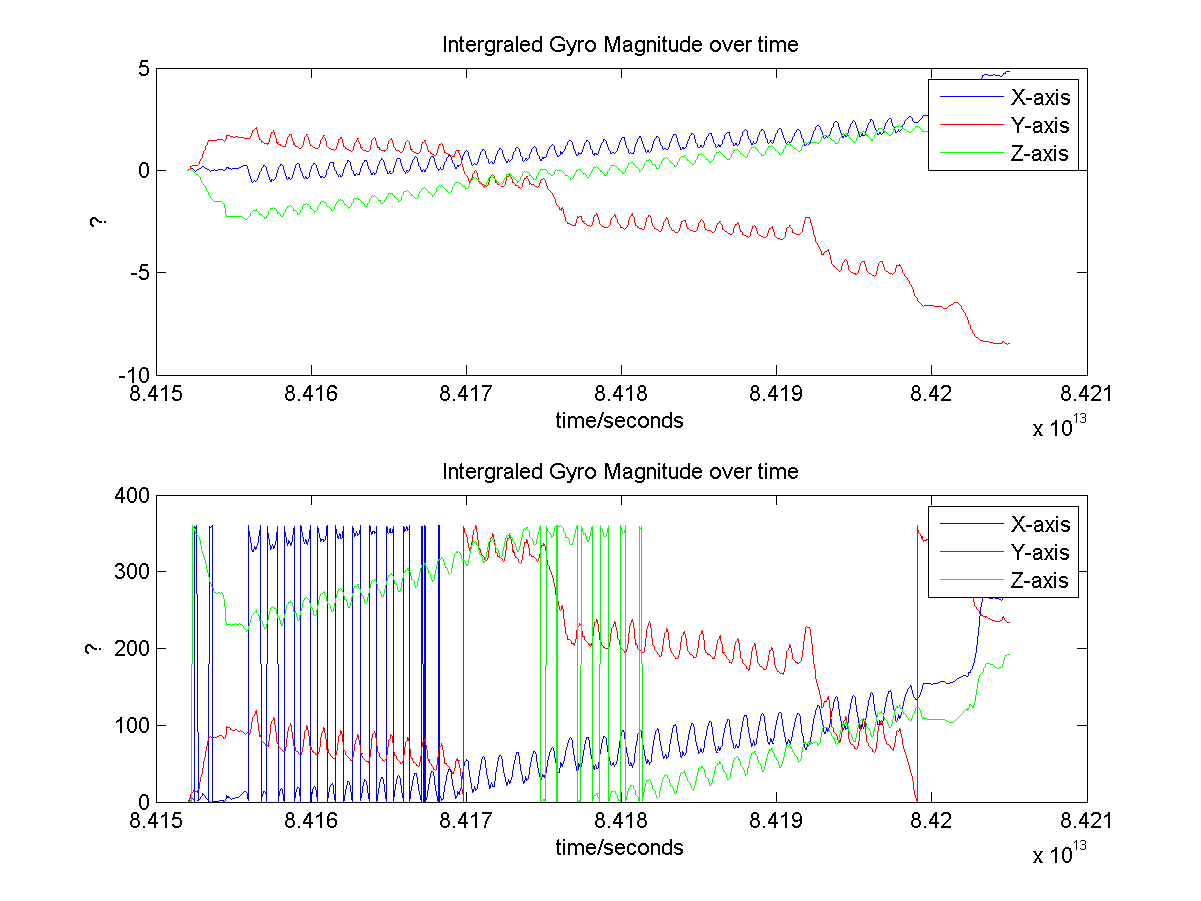 Intergraled Gyro Magnitude over time
5
0
-5
-10
?
X-axis
Y-axis
Z-axis
8.415 8.416 8.417 8.418 8.419 8.42 8.421
time/seconds
x 10^13
Intergraled Gyro Magnitude over time
400
300
200
100
0
?
X-axis
Y-axis
Z-axis
8.415 8.416 8.417 8.418 8.419 8.42 8.421
time/seconds
x 10^13